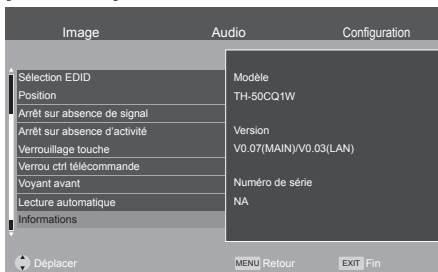 Image Audio Configuration
Sélection EDID
Position
Arrêt sur absence de signal
Arrêt sur absence d'activité
Verrouillage touche
Verrou ctrl télécommande
Voyant avant
Lecture automatique
Informations
Modèle
TH-50CQ1W
Version
V0.07(MAIN)/V0.03(LAN)
Numéro de série
NA
Déplacer MENU Retour EXIT Fin